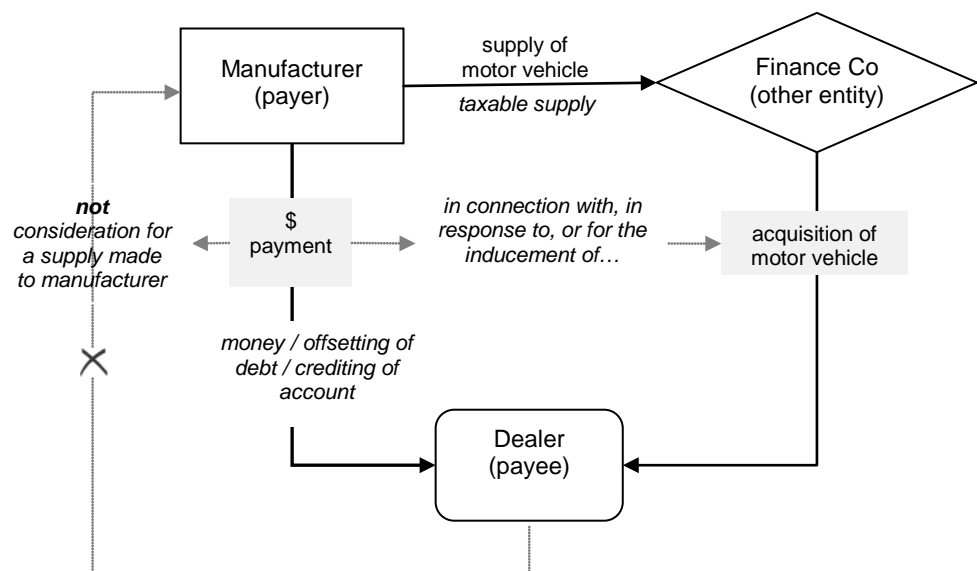 Manufacturer
(payer)
supply of
motor vehicle
taxable supply
Finance Co
(other entity)
not
consideration for
a supply made
to manufacturer
$
payment
in connection with, in
response to, or for the
inducement of…
acquisition of
motor vehicle
money / offsetting of
debt / crediting of
account
Dealer
(payee)